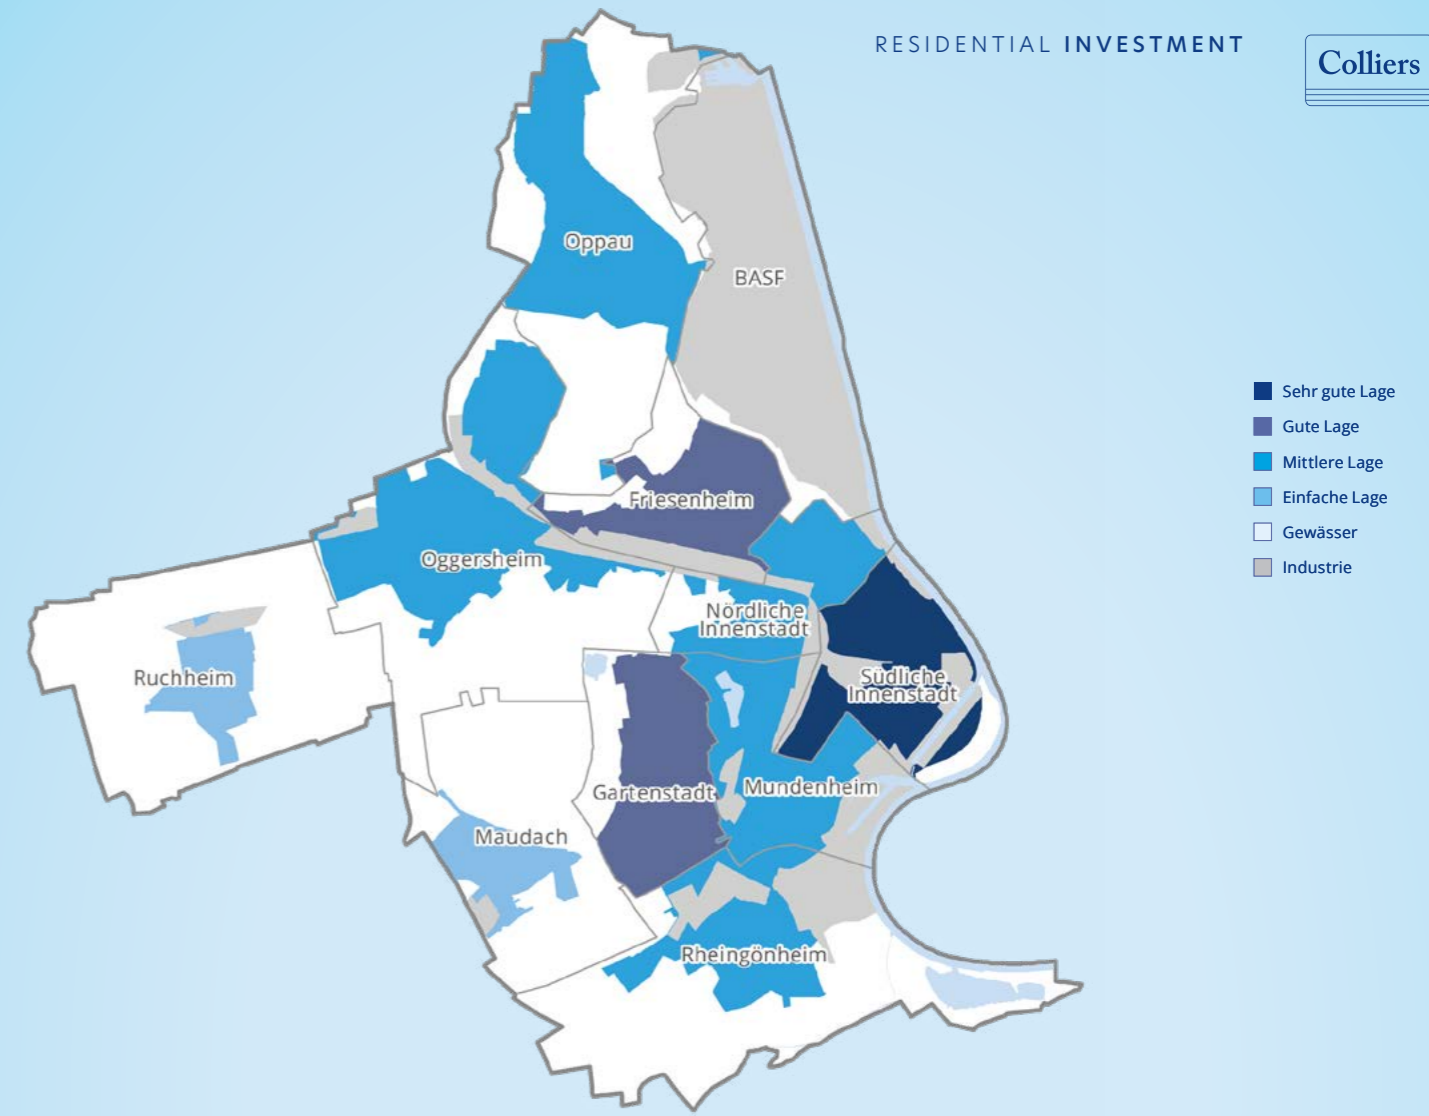 RESIDENTIAL INVESTMENT
Colliers
Oppau
BASF
Sehr gute Lage
Gute Lage
Mittlere Lage
Einfache Lage
Gewässer
Industrie
Friesenheim
Oggersheim
Nördliche
Innenstadt
Ruchheim
Südliche
Innenstadt
Gartenstadt
Mundenheim
Maudach
Rheingönheim